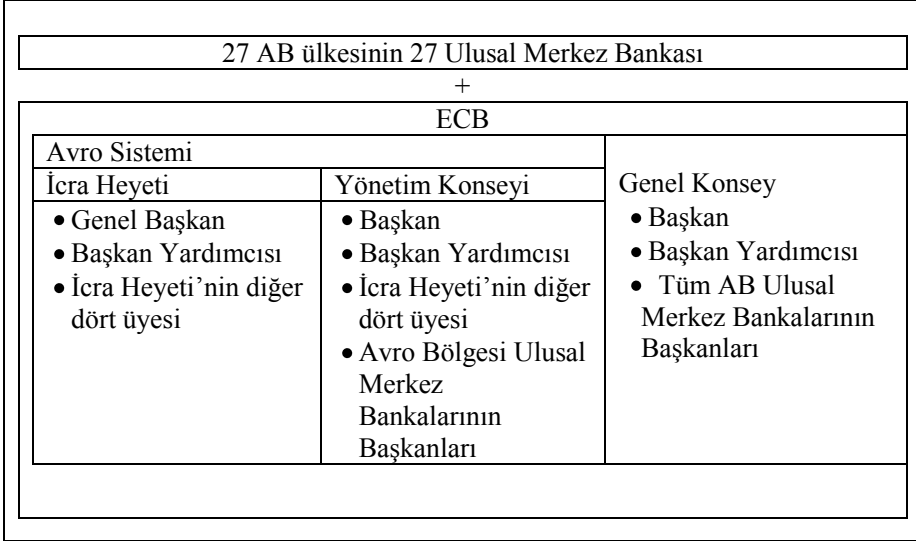 27 AB ülkesinin 27 Ulusal Merkez Bankası
+
ECB
Avro Sistemi
İcra Heyeti
• Genel Başkan
• Başkan Yardımcısı
• İcra Heyeti’nin diğer
dört üyesi
Yönetim Konseyi
• Başkan
• Başkan Yardımcısı
• İcra Heyeti’nin diğer
dört üyesi
• Avro Bölgesi Ulusal
Merkez
Bankalarının
Başkanları
Genel Konsey
• Başkan
• Başkan Yardımcısı
• Tüm AB Ulusal
Merkez Bankalarının
Başkanları